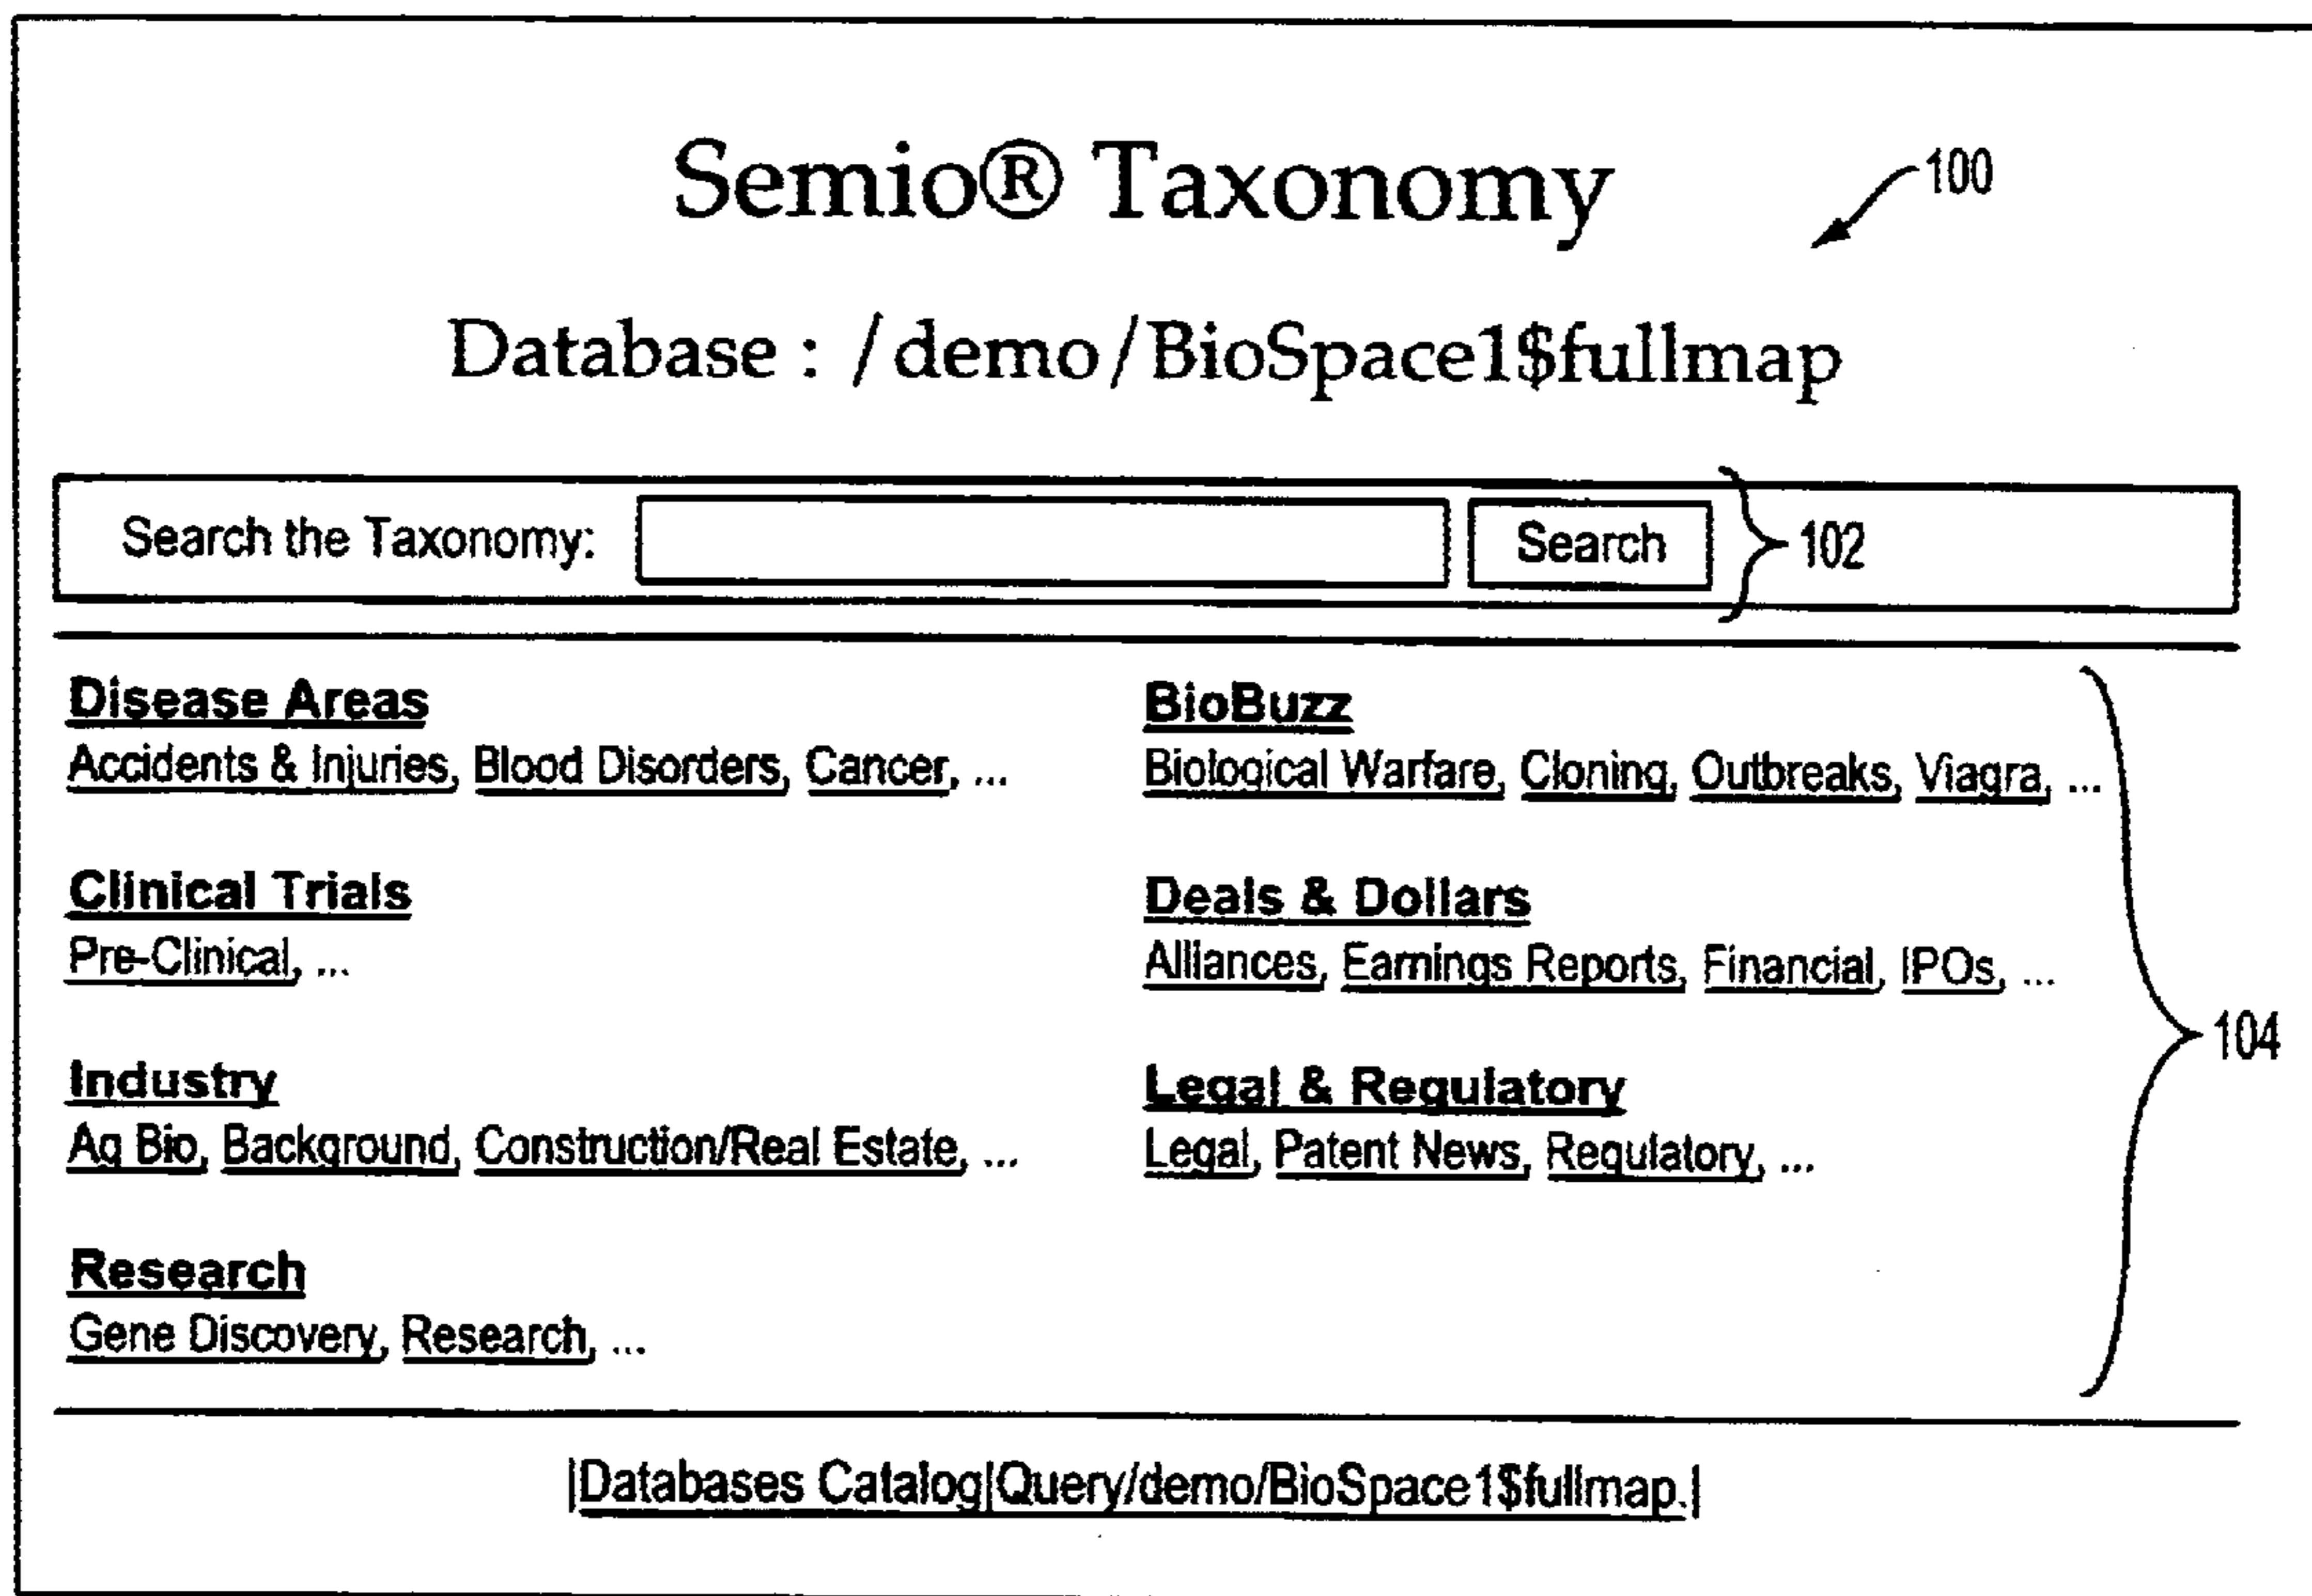 Semio® Taxonomy
100
Database : /demo/BioSpace1$fullmap
Search the Taxonomy:
Search
102
Disease Areas
Accidents & Injuries, Blood Disorders, Cancer, ...
BioBuzz
Biological Warfare, Cloning, Outbreaks, Viagra, ...
Clinical Trials
Pre-Clinical, ...
Deals & Dollars
Alliances, Earnings Reports, Financial, IPOs, ...
104
Industry
Ag Bio, Background, Construction/Real Estate, ...
Legal & Regulatory
Legal, Patent News, Regulatory, ...
Research
Gene Discovery, Research, ...
|Databases Catalog|Query/demo/BioSpace1$fullmap.|